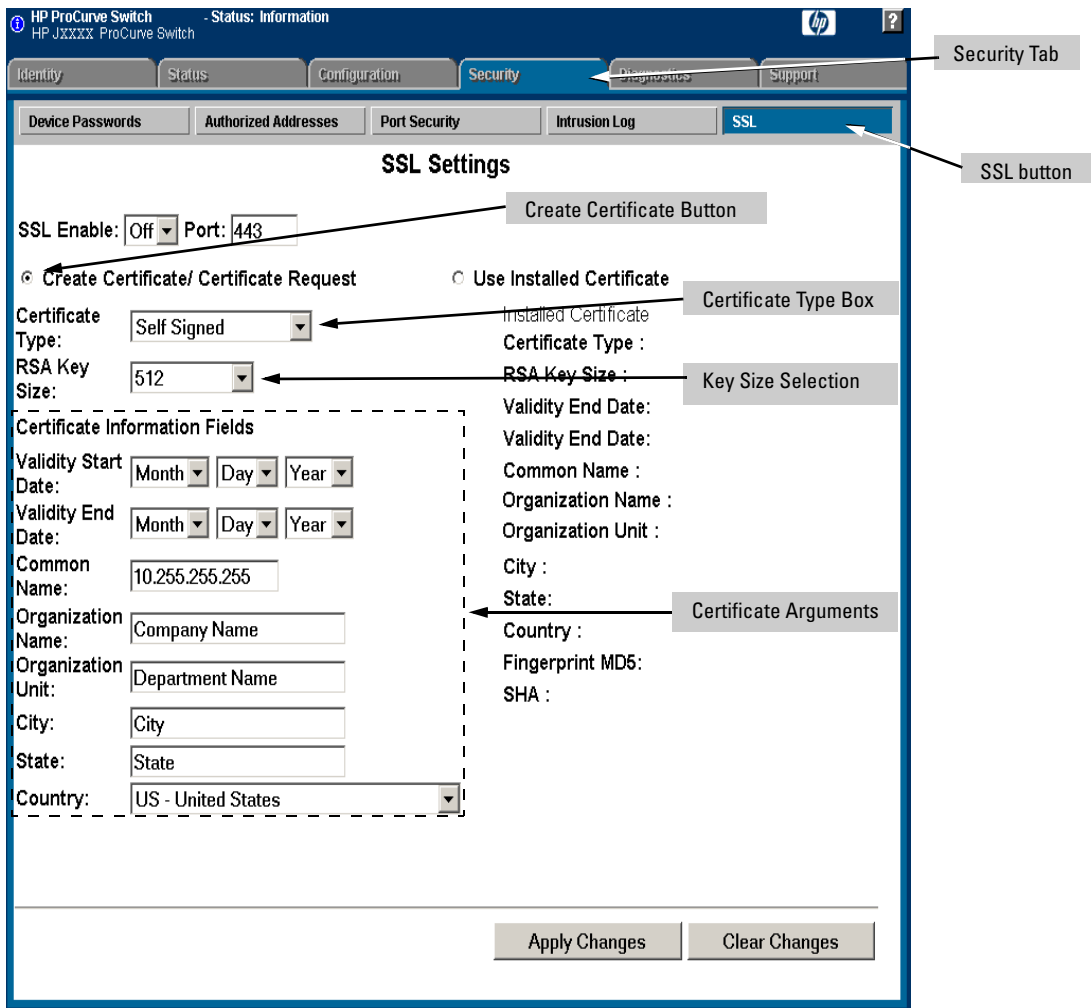 HP ProCurve Switch - Status: Information
HP JXXXX ProCurve Switch
hp
?
Identity Status Configuration Security Diagnostics Support
Security Tab
Device Passwords Authorized Addresses Port Security Intrusion Log SSL
SSL button
SSL Settings
Create Certificate Button
SSL Enable: Off Port: 443
Create Certificate/ Certificate Request
Use Installed Certificate
Certificate Type Box
Certificate
Type:
Self Signed
RSA Key
Size:
512
Key Size Selection
Certificate Information Fields
Validity Start
Date:
Month Day Year
Validity End
Date:
Month Day Year
Common
Name:
10.255.255.255
Organization
Name:
Company Name
Organization
Unit:
Department Name
City:
City
State:
State
Country:
US - United States
Installed Certificate
Certificate Type :
RSA Key Size :
Validity End Date:
Validity End Date:
Common Name :
Organization Name :
Organization Unit :
City :
State:
Country :
Fingerprint MD5:
SHA :
Certificate Arguments
Apply Changes Clear Changes